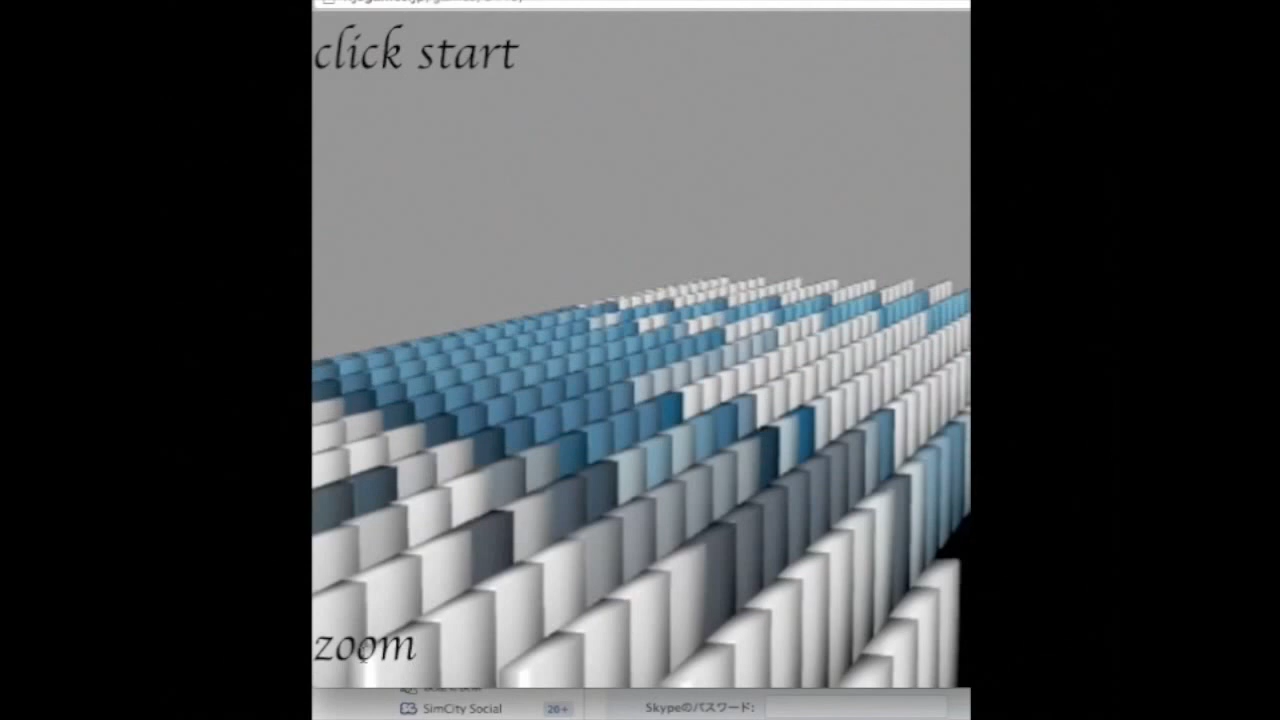 click start
zoom
SimCity Social
20+
Skypeのパスワード: